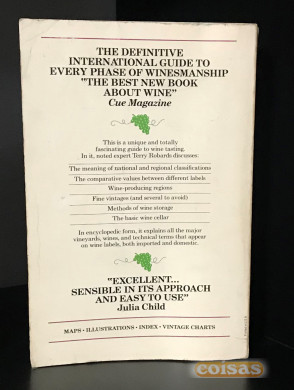 THE DEFINITIVE
INTERNATIONAL GUIDE TO
EVERY PHASE OF WINESMANSHIP
"THE BEST NEW BOOK
ABOUT WINE"
Cue Magazine
This is a unique and totally
fascinating guide to wine tasting.
In it, noted expert Terry Robards discusses:
The meaning of national and regional classifications
The comparative values between different labels
Wine-producing regions
Fine vintages (and several to avoid)
Methods of wine storage
The basic wine cellar
In encyclopedic form, it explains all the major
vineyards, wines, and technical terms that appear
on wine labels, both imported and domestic.
"EXCELLENT...
SENSIBLE IN ITS APPROACH
AND EASY TO USE"
Julia Child
MAPS • ILLUSTRATIONS • INDEX • VINTAGE CHARTS
coisas